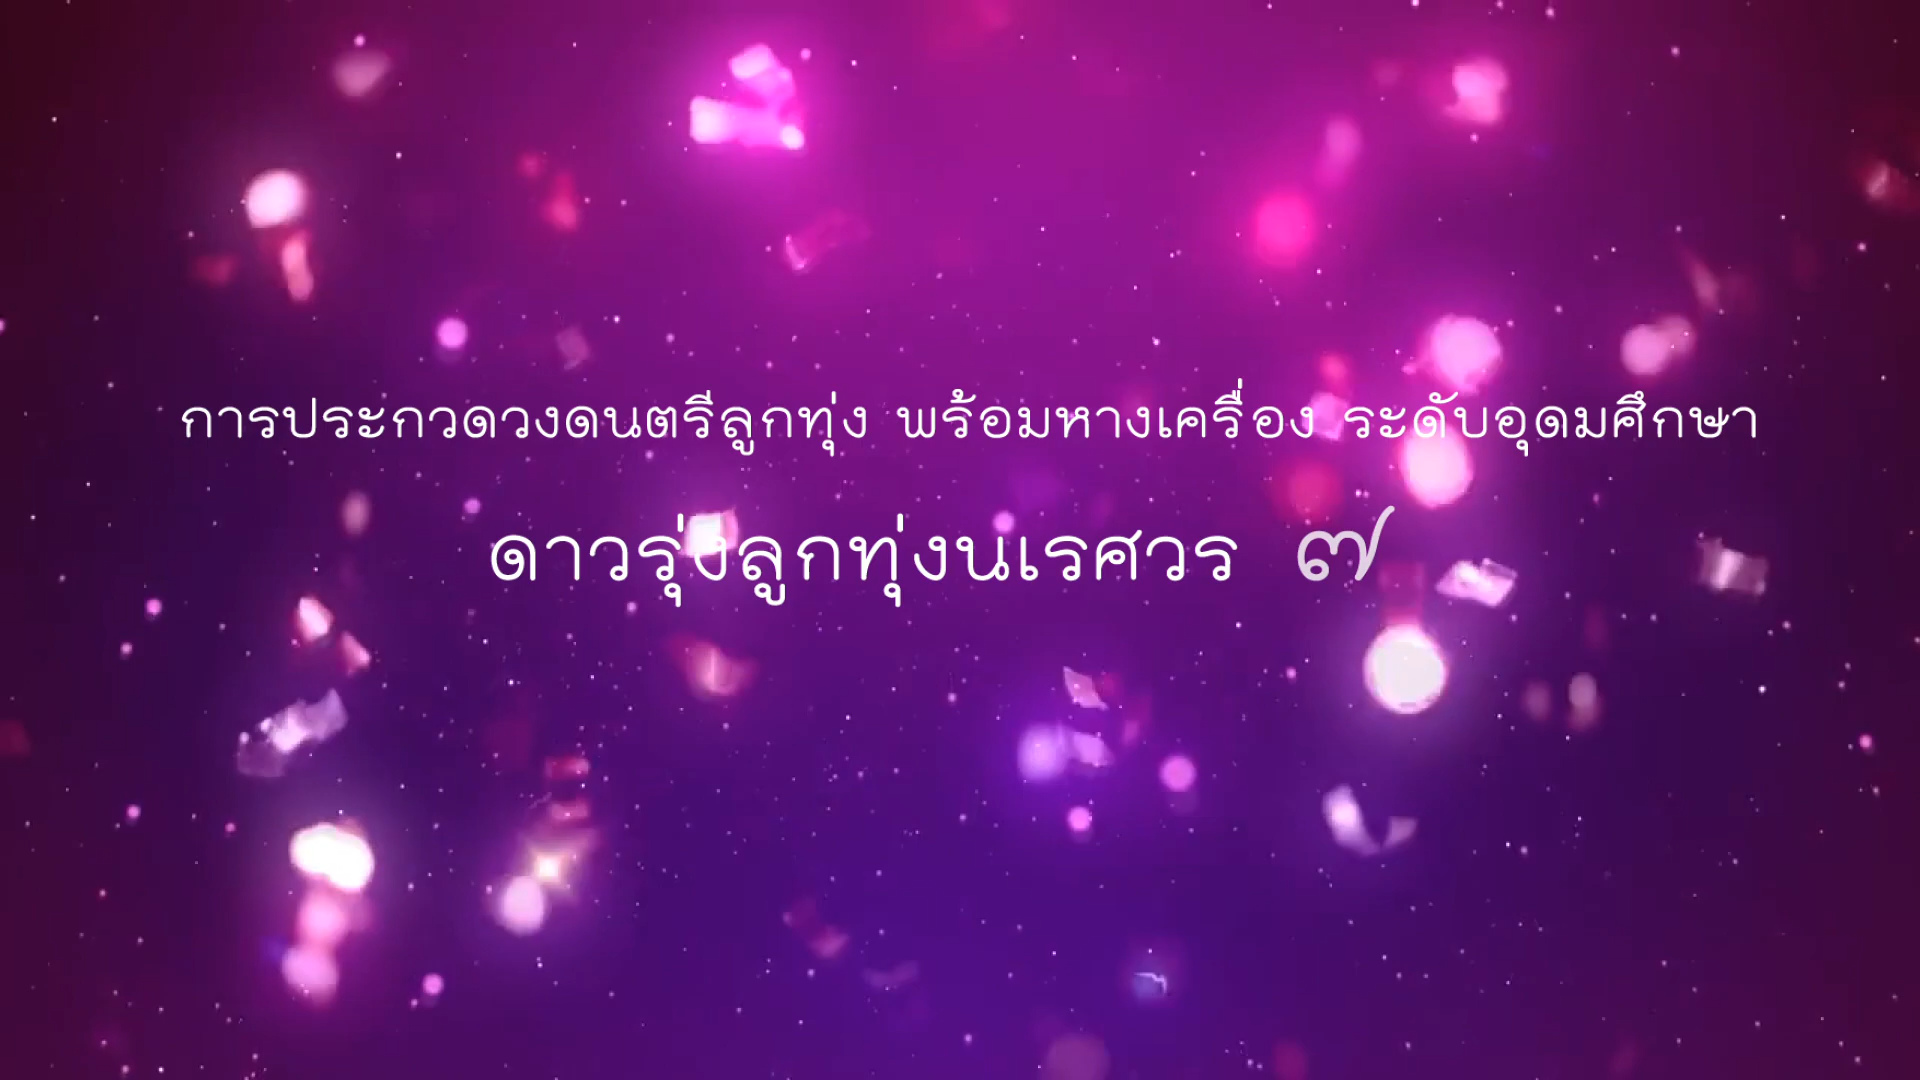 การประกวดวงดนตรีลูกทุ่ง พร้อมหางเครื่อง ระดับอุดมศึกษา
ดาวรุ่งลูกทุ่งนเรศวร ๗